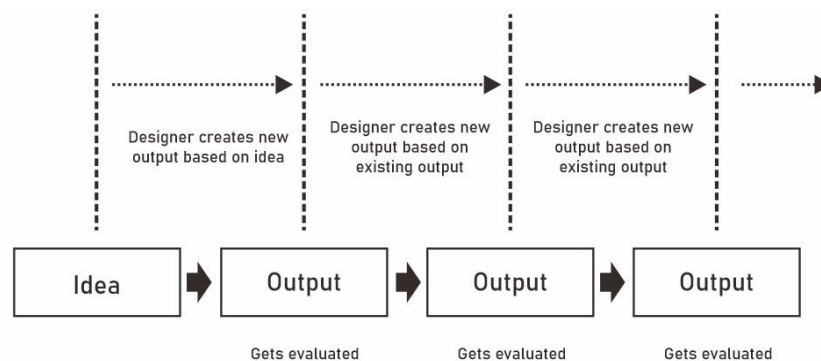 Designer creates new
output based on idea
Designer creates new
output based on
existing output
Designer creates new
output based on
existing output
Idea
Output
Output
Output
Gets evaluated
Gets evaluated
Gets evaluated